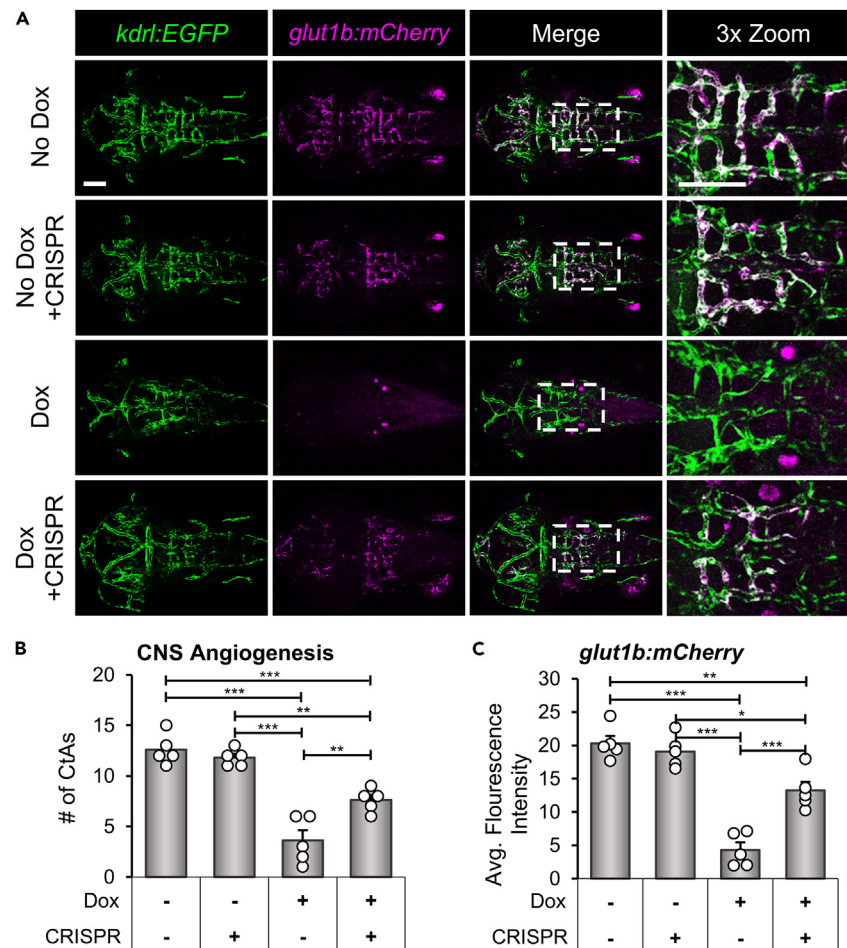 A
kdrl:EGFP
glut1b:mCherry
Merge
3x Zoom
No Dox
No Dox
+CRISPR
Dox
Dox
+CRISPR
B
CNS Angiogenesis
# of CtAs
20
15
10
5
0
***
***
**
***
**
Dox - - + +
CRISPR - + - +
C
glut1b:mCherry
Avg. Flourescence
Intensity
30
25
20
15
10
5
0
**
***
*
***
***
Dox - - + +
CRISPR - + - +